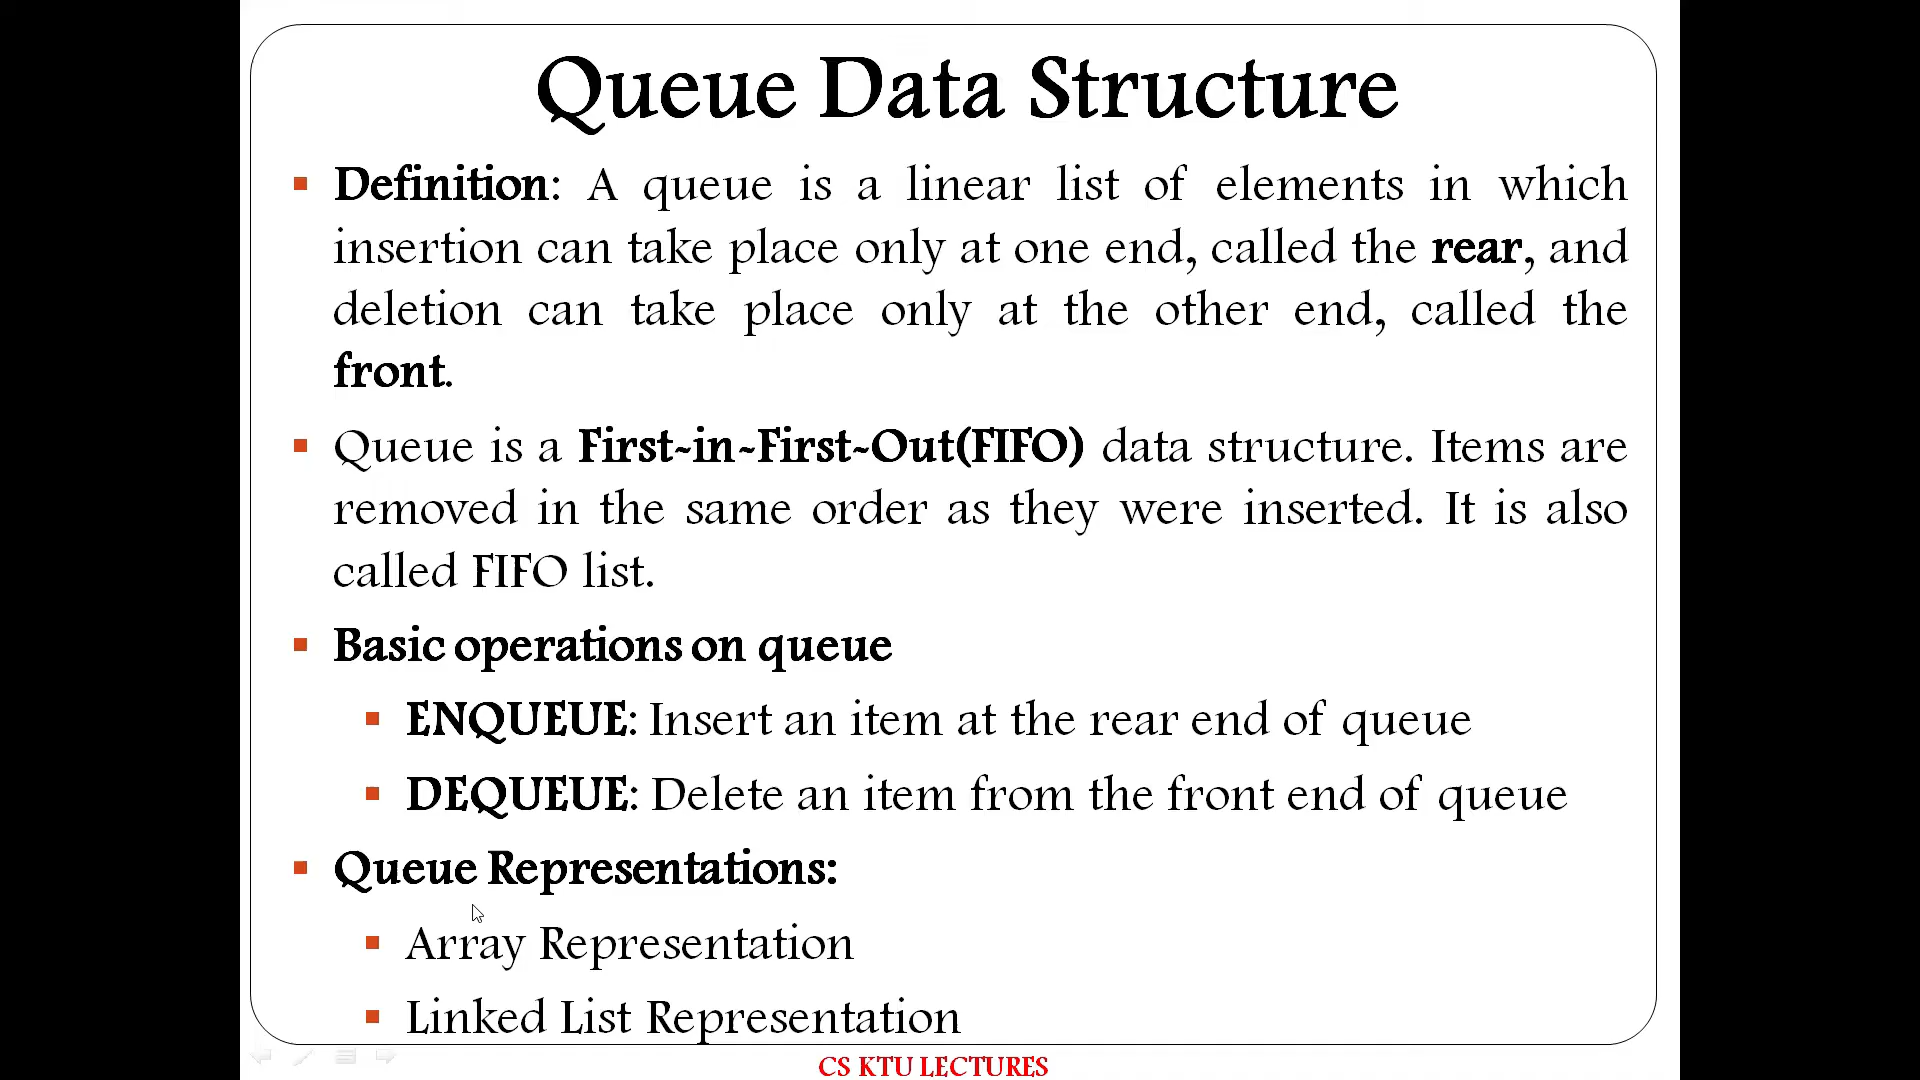 Queue Data Structure
Definition: A queue is a linear list of elements in which
insertion can take place only at one end, called the rear, and
deletion can take place only at the other end, called the
front.
Queue is a First-in-First-Out(FIFO) data structure. Items are
removed in the same order as they were inserted. It is also
called FIFO list.
Basic operations on queue
ENQUEUE: Insert an item at the rear end of queue
DEQUEUE: Delete an item from the front end of queue
Queue Representations:
Array Representation
Linked List Representation
CS KTU LECTURES